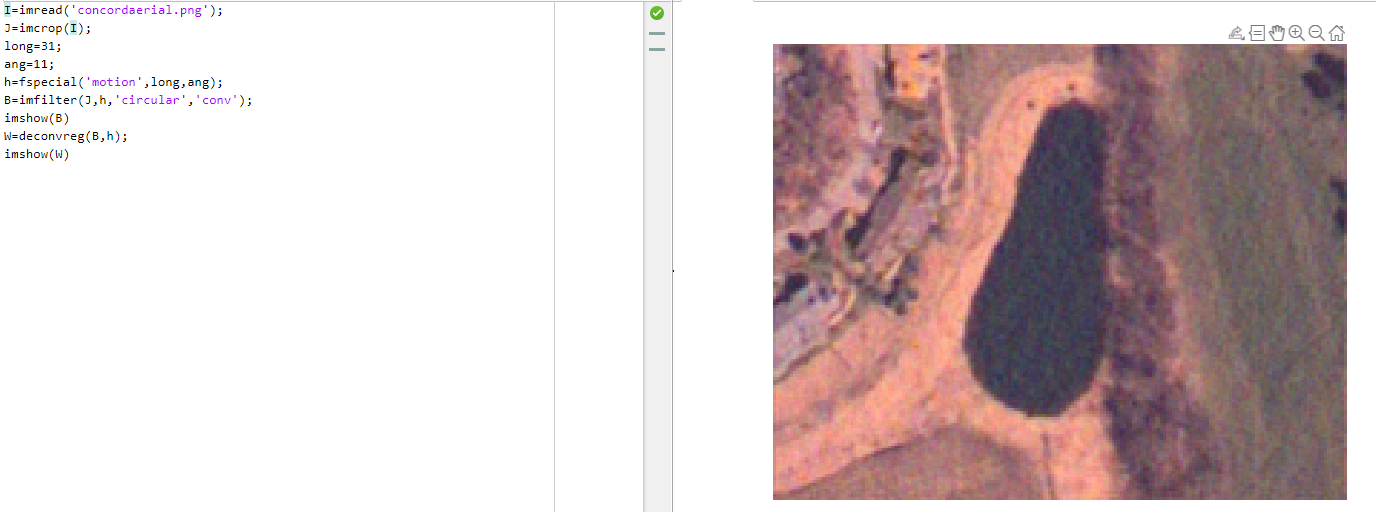 I=imread('concordaerial.png');
J=imcrop(I);
long=31;
ang=11;
h=fspecial('motion',long,ang);
B=imfilter(J,h,'circular','conv');
imshow(B)
W=deconvreg(B,h);
imshow(W)